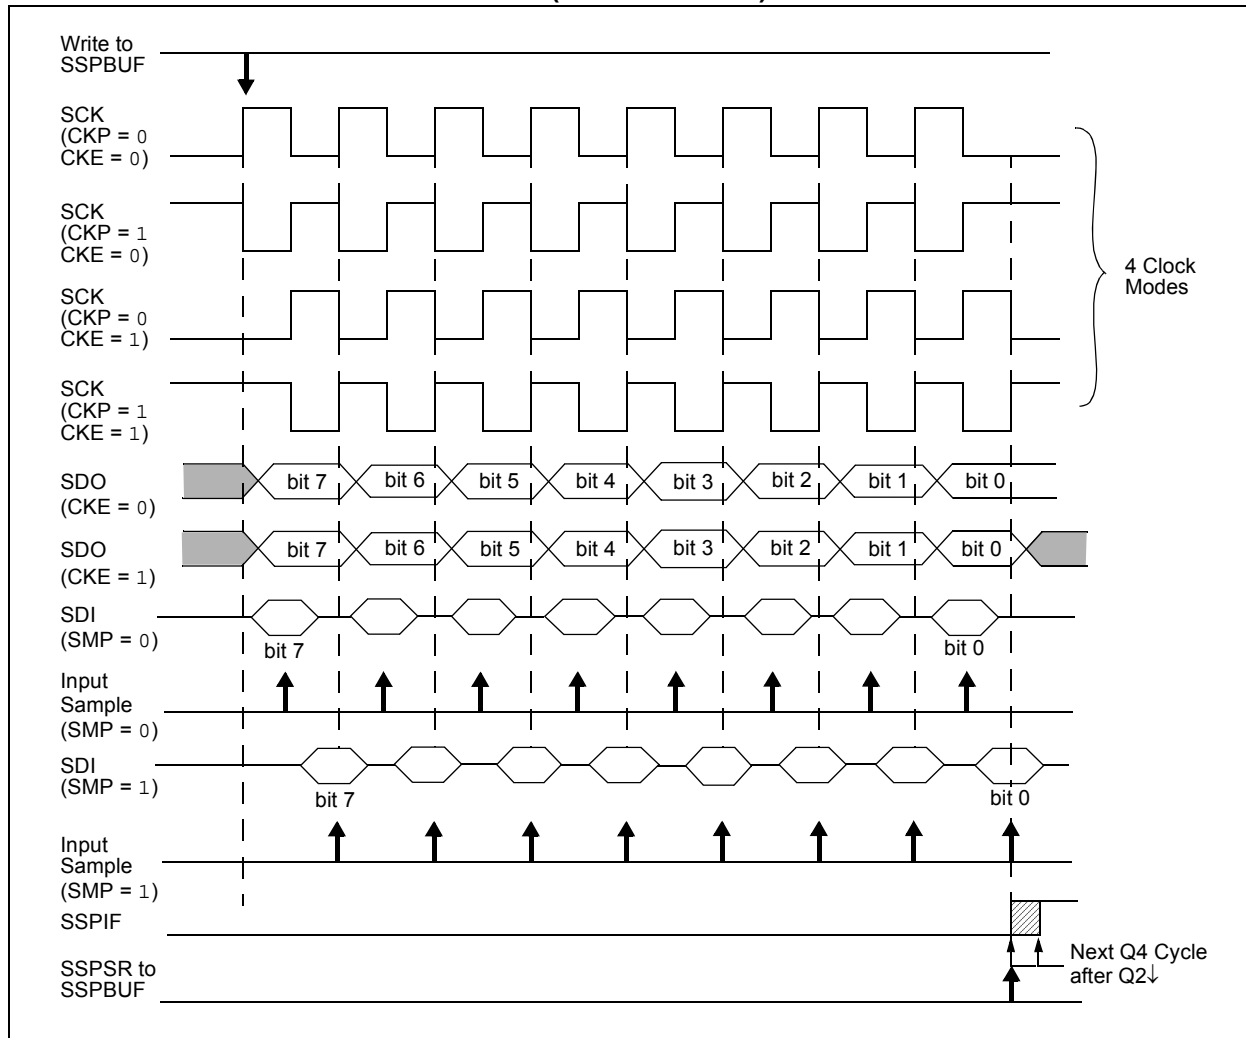 Write to
SSPBUF
SCK
(CKP = 0
CKE = 0)
SCK
(CKP = 1
CKE = 0)
SCK
(CKP = 0
CKE = 1)
SCK
(CKP = 1
CKE = 1)
4 Clock
Modes
SDO
(CKE = 0)
bit 7 bit 6 bit 5 bit 4 bit 3 bit 2 bit 1 bit 0
SDO
(CKE = 1)
bit 7 bit 6 bit 5 bit 4 bit 3 bit 2 bit 1 bit 0
SDI
(SMP = 0)
bit 7 bit 0
Input
Sample
(SMP = 0)
SDI
(SMP = 1)
bit 7 bit 0
Input
Sample
(SMP = 1)
SSPIF
Next Q4 Cycle
after Q2↓
SSPSR to
SSPBUF